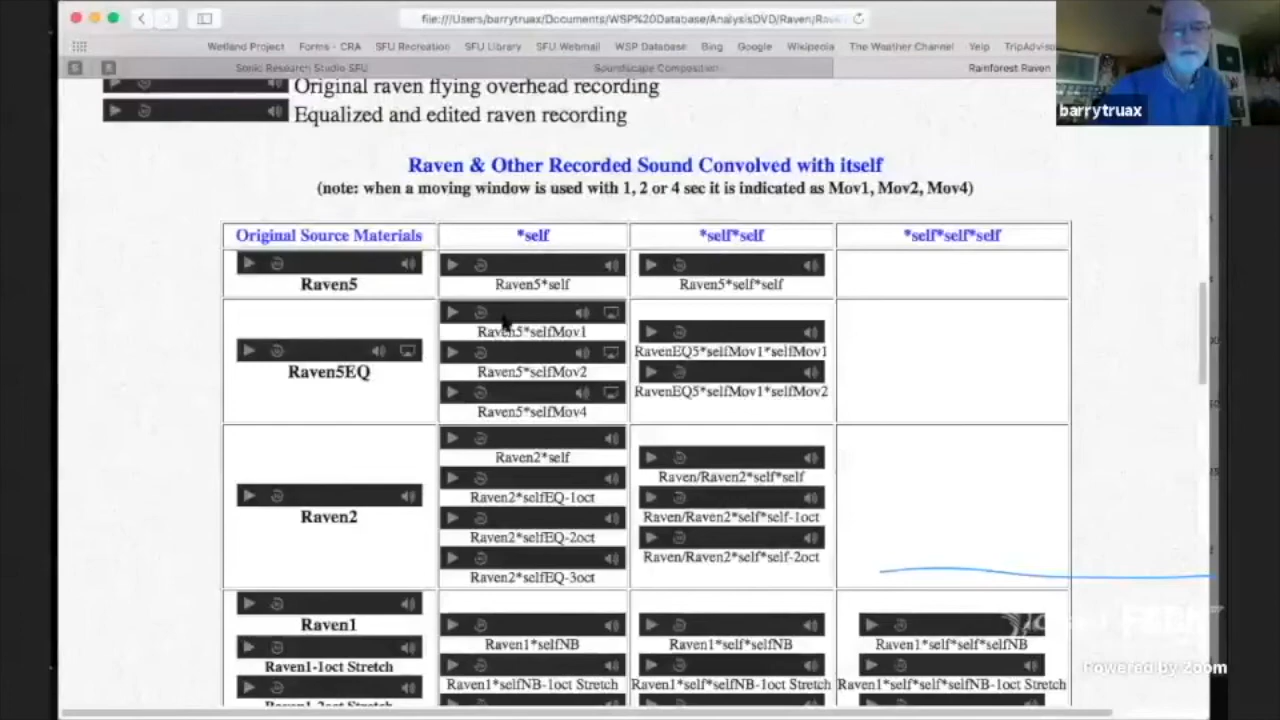 file:///Users/barrytruax/Documents/WSP%20Database/AnalysisDVD/Raven/
Wetland Project Forms - CRA SFU Recreation SFU Library SFU Webmail WSP Database Bing Google Wikipedia The Weather Channel Yelp TripAdvisor
Sonic Research Studio SFU Soundscape Composition Rainforest Raven
barrytruax
Original raven flying overhead recording
Equalized and edited raven recording
Raven & Other Recorded Sound Convolved with itself
(note: when a moving window is used with 1, 2 or 4 sec it is indicated as Mov1, Mov2, Mov4)
Original Source Materials *self *self*self *self*self*self
Raven5 Raven5*self Raven5*self*self
Raven5*selfMov1
RavenEQ5*selfMov1*selfMov1
Raven5EQ Raven5*selfMov2
RavenEQ5*selfMov1*selfMov2
Raven5*selfMov4
Raven2*self
Raven/Raven2*self*self
Raven2*selfEQ-1oct
Raven2 Raven/Raven2*self*self-1oct
Raven2*selfEQ-2oct
Raven/Raven2*self*self-2oct
Raven2*selfEQ-3oct
Raven1
Raven1*selfNB Raven1*self*selfNB Raven1*self*self*selfNB
Raven1-1oct Stretch
Raven1*selfNB-1oct Stretch Raven1*self*selfNB-1oct Stretch Raven1*self*self*selfNB-1oct Stretch
Raven1-2oct Stretch
Powered by Zoom